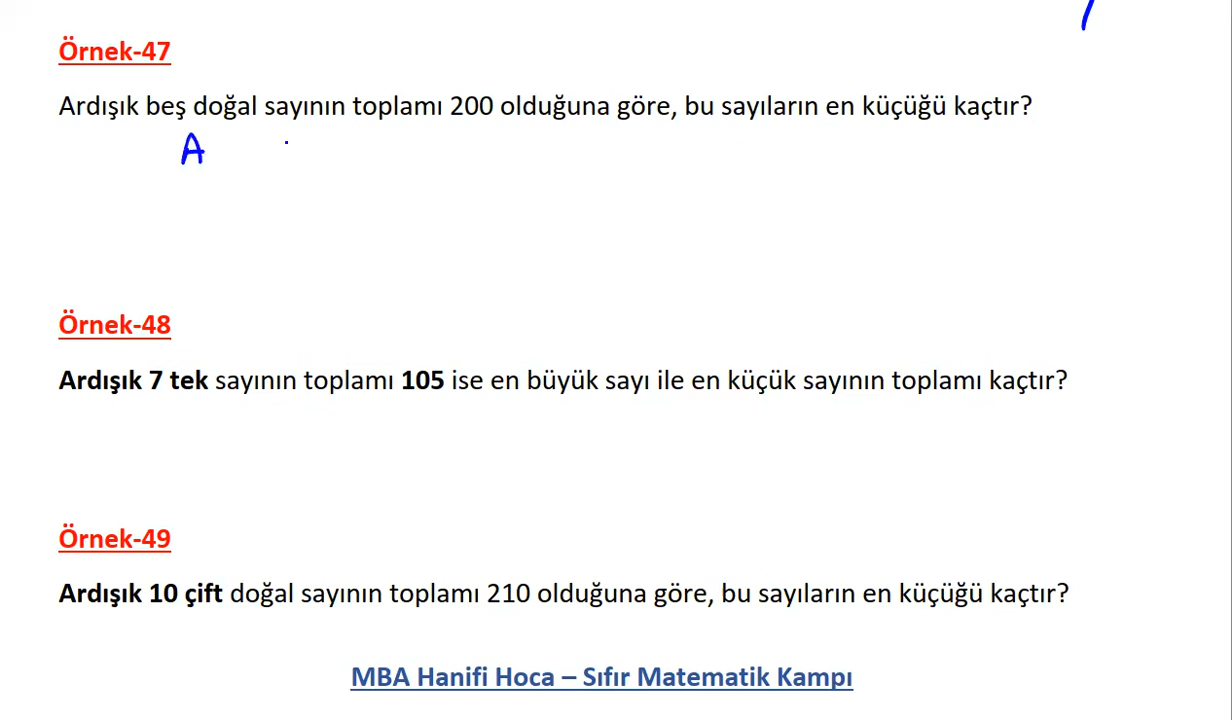 Örnek-47
Ardışık beş doğal sayının toplamı 200 olduğuna göre, bu sayıların en küçüğü kaçtır?
A
Örnek-48
Ardışık 7 tek sayının toplamı 105 ise en büyük sayı ile en küçük sayının toplamı kaçtır?
Örnek-49
Ardışık 10 çift doğal sayının toplamı 210 olduğuna göre, bu sayıların en küçüğü kaçtır?
MBA Hanifi Hoca – Sıfır Matematik Kampı